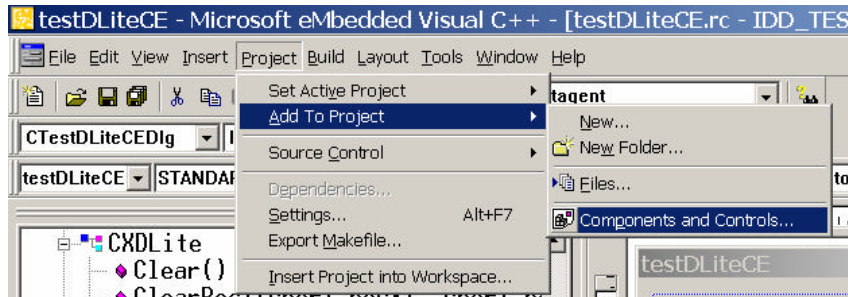 testDLiteCE - Microsoft eMbedded Visual C++ - [testDLiteCE.rc - IDD_TES
File Edit View Insert Project Build Layout Tools Window Help
Set Active Project
tagent
Add To Project
New...
CTestDLiteCEDlg
New Folder...
Source Control
testDLiteCE STANDAR
Files...
Dependencies...
Settings... Alt+F7
Components and Controls...
CXDLite
Export Makefile...
testDLiteCE
Clear()
Insert Project into Workspace...